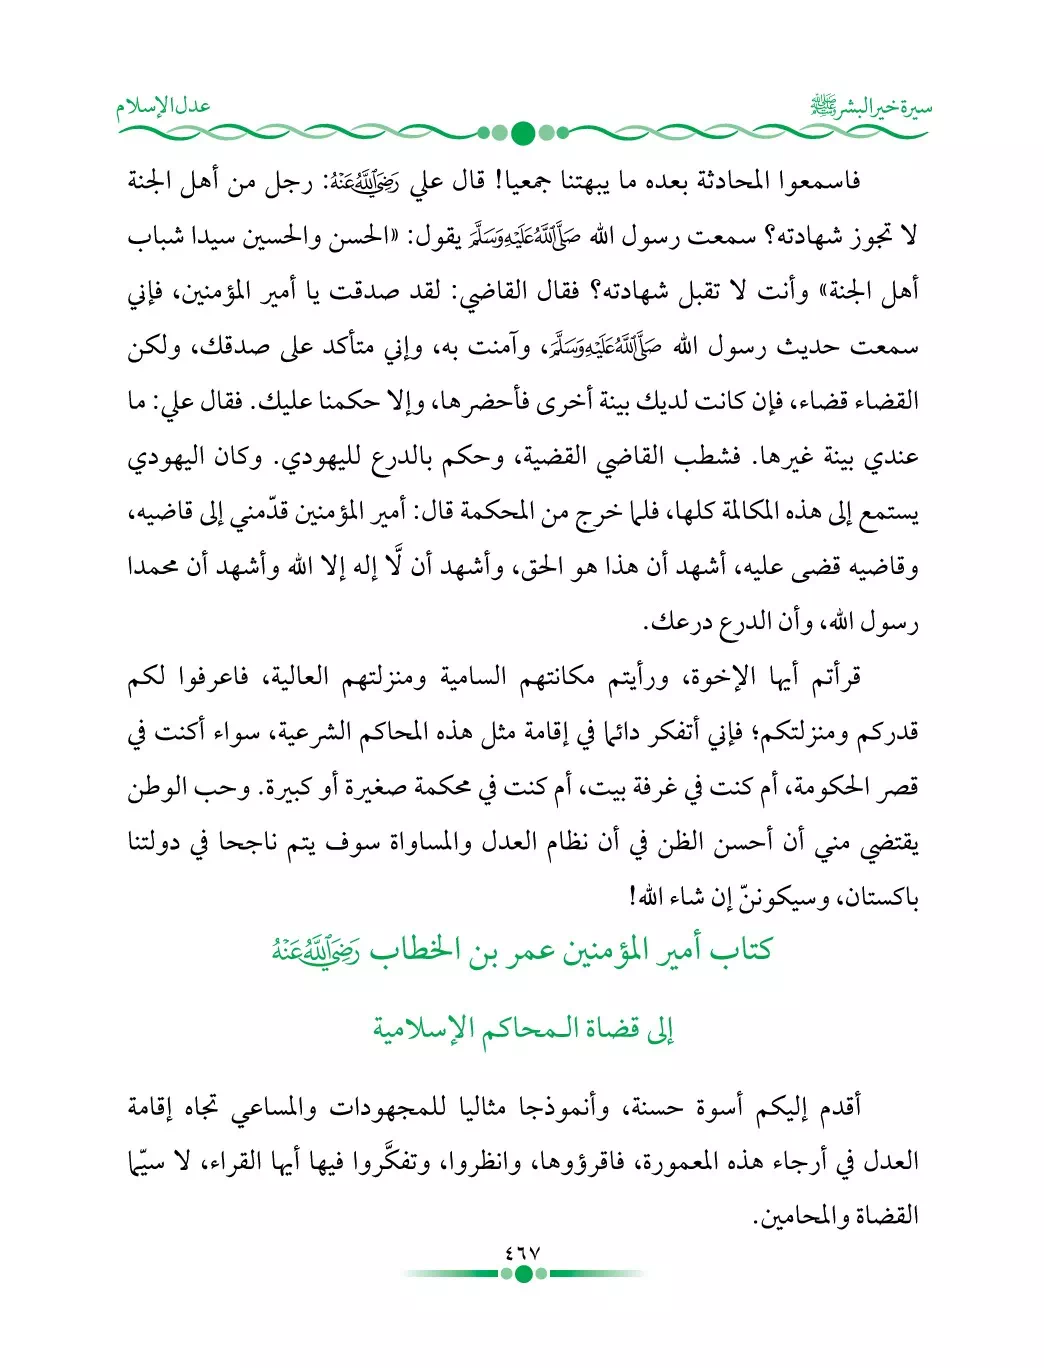 سيرة خير البشر ﷺ
عدل الإسلام
فاسمعوا المحادثة بعده ما يبهتنا جمعيا! قال علي رَضِيَ اللَّهُ عَنْهُ: رجل من أهل الجنة
لا تجوز شهادته؟ سمعت رسول الله صَلَّى اللَّهُ عَلَيْهِ وَسَلَّمَ يقول: «الحسن والحسين سيدا شباب
أهل الجنة» وأنت لا تقبل شهادته؟ فقال القاضي: لقد صدقت يا أمير المؤمنين، فإني
سمعت حديث رسول الله صَلَّى اللَّهُ عَلَيْهِ وَسَلَّمَ، وآمنت به، وإني متأكد على صدقك، ولكن
القضاء قضاء، فإن كانت لديك بينة أخرى فأحضرها، وإلا حكمنا عليك. فقال علي: ما
عندي بينة غيرها. فشطب القاضي القضية، وحكم بالدرع لليهودي. وكان اليهودي
يستمع إلى هذه المكالمة كلها، فلما خرج من المحكمة قال: أمير المؤمنين قدّمني إلى قاضيه،
وقاضيه قضى عليه، أشهد أن هذا هو الحق، وأشهد أن لَّا إله إلا الله وأشهد أن محمدا
رسول الله، وأن الدرع درعك.
قرأتم أيها الإخوة، ورأيتم مكانتهم السامية ومنزلتهم العالية، فاعرفوا لكم
قدركم ومنزلتكم؛ فإني أتفكر دائما في إقامة مثل هذه المحاكم الشرعية، سواء أكنت في
قصر الحكومة، أم كنت في غرفة بيت، أم كنت في محكمة صغيرة أو كبيرة. وحب الوطن
يقتضي مني أن أحسن الظن في أن نظام العدل والمساواة سوف يتم ناجحا في دولتنا
باكستان، وسيكوننّ إن شاء الله!
كتاب أمير المؤمنين عمر بن الخطاب رَضِيَ اللَّهُ عَنْهُ
إلى قضاة الـمحاكم الإسلامية
أقدم إليكم أسوة حسنة، وأنموذجا مثاليا للمجهودات والمساعي تجاه إقامة
العدل في أرجاء هذه المعمورة، فاقرؤوها، وانظروا، وتفكَّروا فيها أيها القراء، لا سيّما
القضاة والمحامين.
٤٦٧